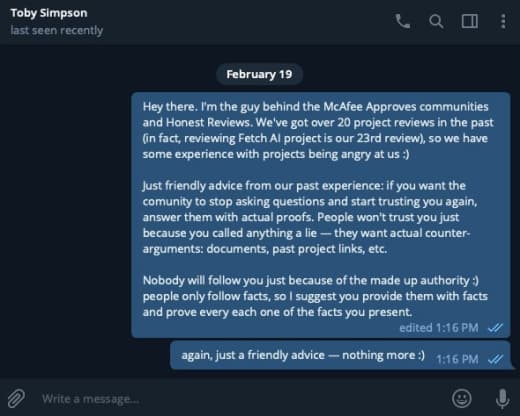 Toby Simpson
last seen recently
February 19
Hey there. I'm the guy behind the McAfee Approves communities
and Honest Reviews. We've got over 20 project reviews in the past
(in fact, reviewing Fetch AI project is our 23rd review), so we have
some experience with projects being angry at us :)
Just friendly advice from our past experience: if you want the
comunity to stop asking questions and start trusting you again,
answer them with actual proofs. People won't trust you just
because you called anything a lie — they want actual counter-
arguments: documents, past project links, etc.
Nobody will follow you just because of the made up authority :)
people only follow facts, so I suggest you provide them with facts
and prove every each one of the facts you present.
edited 1:16 PM
again, just a friendly advice — nothing more :) 1:16 PM
Write a message...